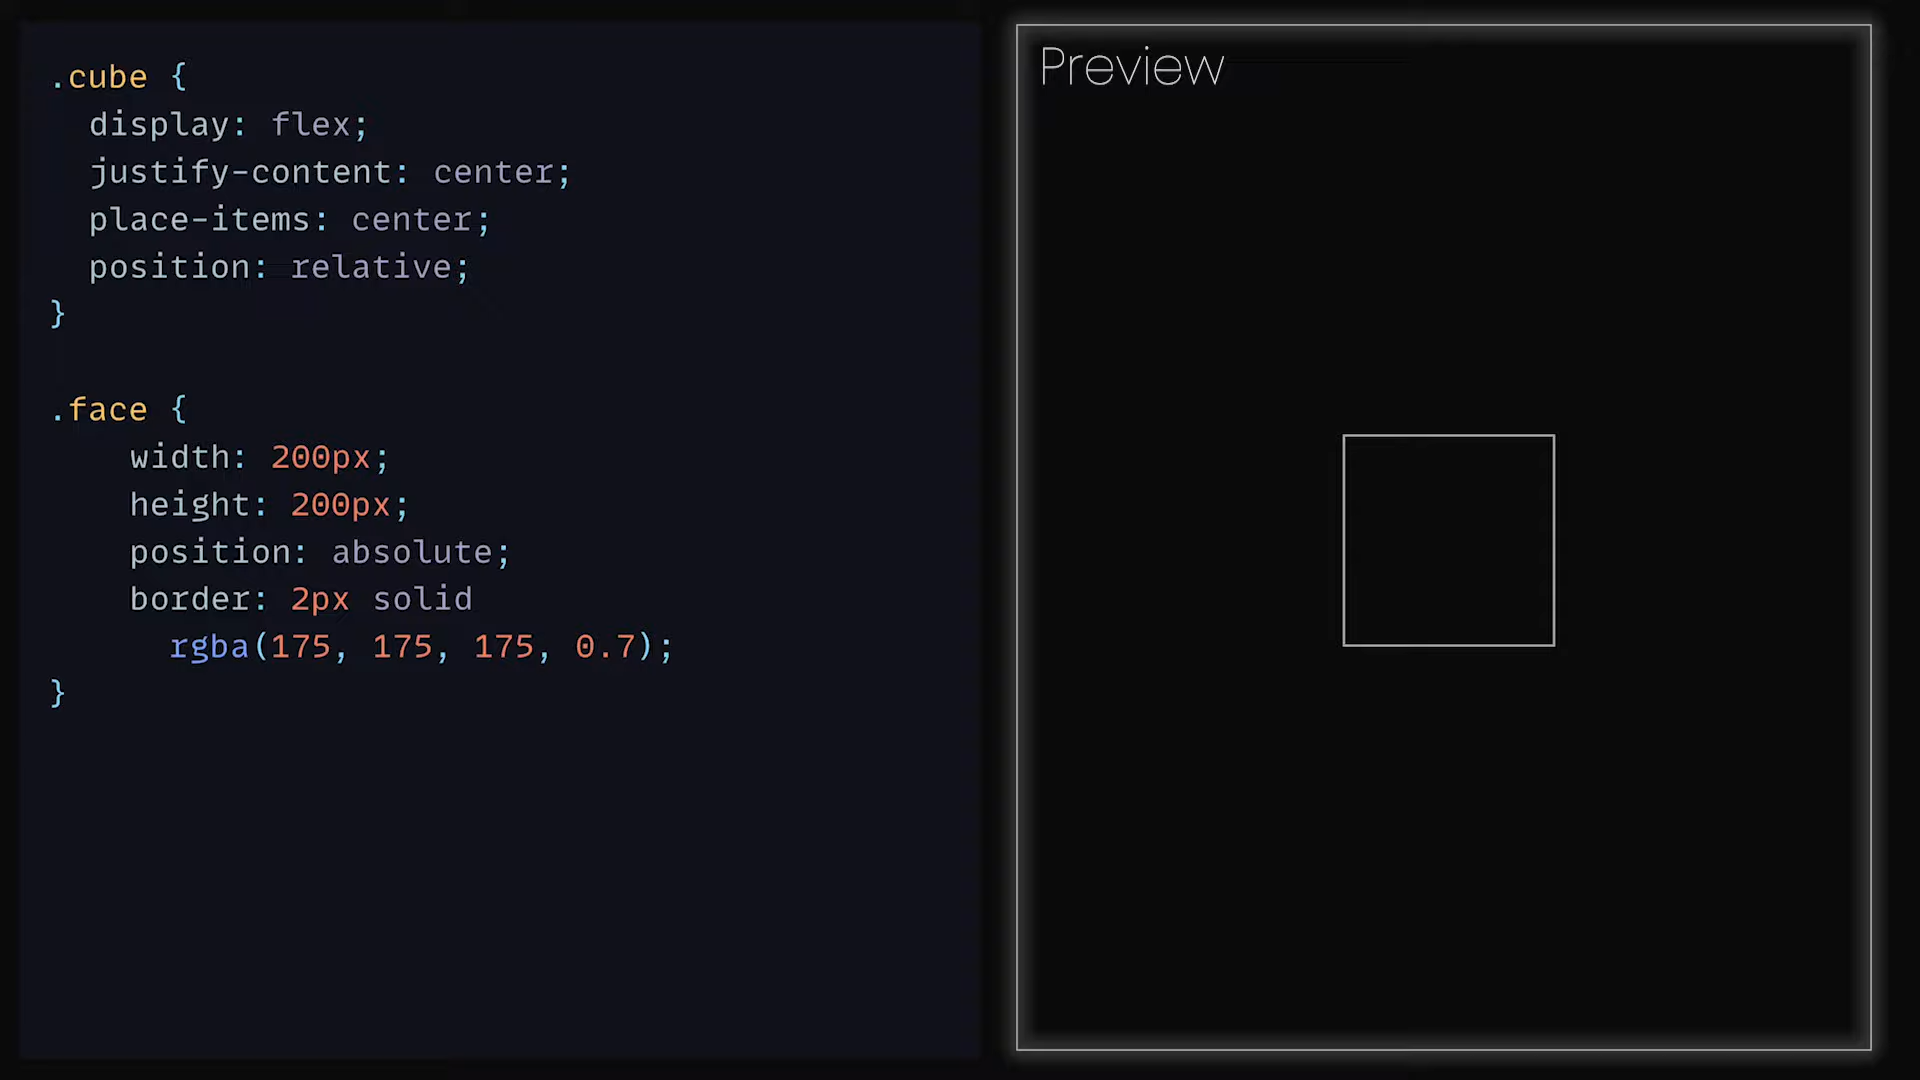 .cube {
  display: flex;
  justify-content: center;
  place-items: center;
  position: relative;
}

.face {
    width: 200px;
    height: 200px;
    position: absolute;
    border: 2px solid
      rgba(175, 175, 175, 0.7);
}
Preview